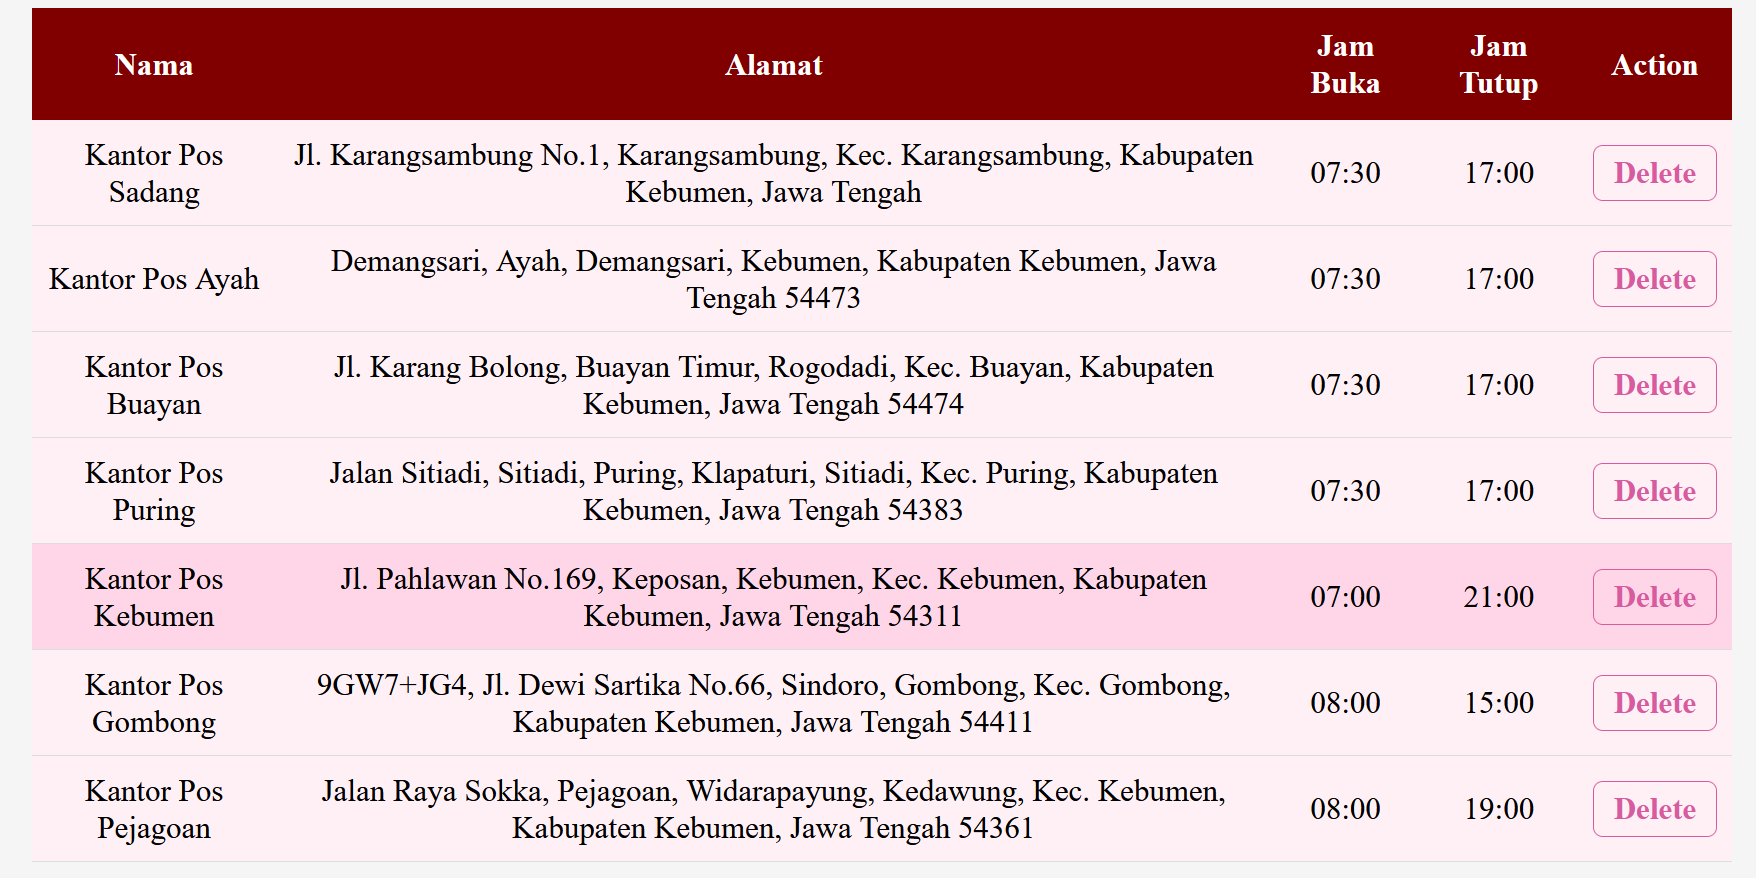 Nama Alamat Jam Buka Jam Tutup Action
Kantor Pos Sadang Jl. Karangsambung No.1, Karangsambung, Kec. Karangsambung, Kabupaten Kebumen, Jawa Tengah 07:30 17:00 Delete
Kantor Pos Ayah Demangsari, Ayah, Demangsari, Kebumen, Kabupaten Kebumen, Jawa Tengah 54473 07:30 17:00 Delete
Kantor Pos Buayan Jl. Karang Bolong, Buayan Timur, Rogodadi, Kec. Buayan, Kabupaten Kebumen, Jawa Tengah 54474 07:30 17:00 Delete
Kantor Pos Puring Jalan Sitiadi, Sitiadi, Puring, Klapaturi, Sitiadi, Kec. Puring, Kabupaten Kebumen, Jawa Tengah 54383 07:30 17:00 Delete
Kantor Pos Kebumen Jl. Pahlawan No.169, Keposan, Kebumen, Kec. Kebumen, Kabupaten Kebumen, Jawa Tengah 54311 07:00 21:00 Delete
Kantor Pos Gombong 9GW7+JG4, Jl. Dewi Sartika No.66, Sindoro, Gombong, Kec. Gombong, Kabupaten Kebumen, Jawa Tengah 54411 08:00 15:00 Delete
Kantor Pos Pejagoan Jalan Raya Sokka, Pejagoan, Widarapayung, Kedawung, Kec. Kebumen, Kabupaten Kebumen, Jawa Tengah 54361 08:00 19:00 Delete